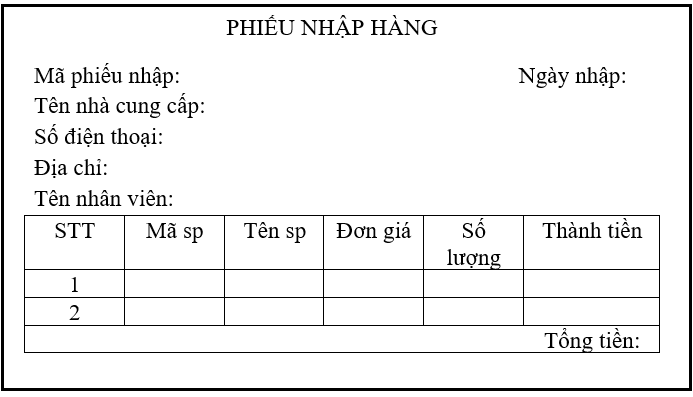 PHIẾU NHẬP HÀNG
Mã phiếu nhập: Ngày nhập:
Tên nhà cung cấp:
Số điện thoại:
Địa chỉ:
Tên nhân viên:
STT Mã sp Tên sp Đơn giá Số lượng Thành tiền
1
2
Tổng tiền: